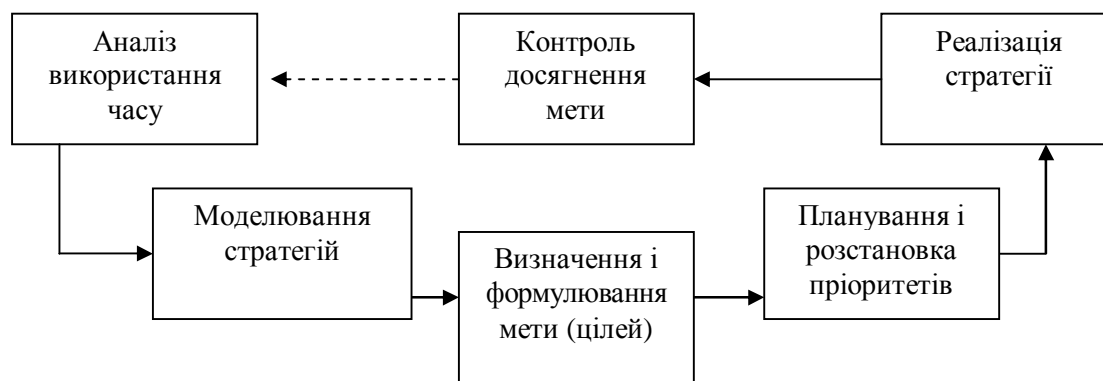 Аналіз
використання
часу
Контроль
досягнення
мети
Реалізація
стратегії
Моделювання
стратегій
Визначення і
формулювання
мети (цілей)
Планування і
розстановка
пріоритетів